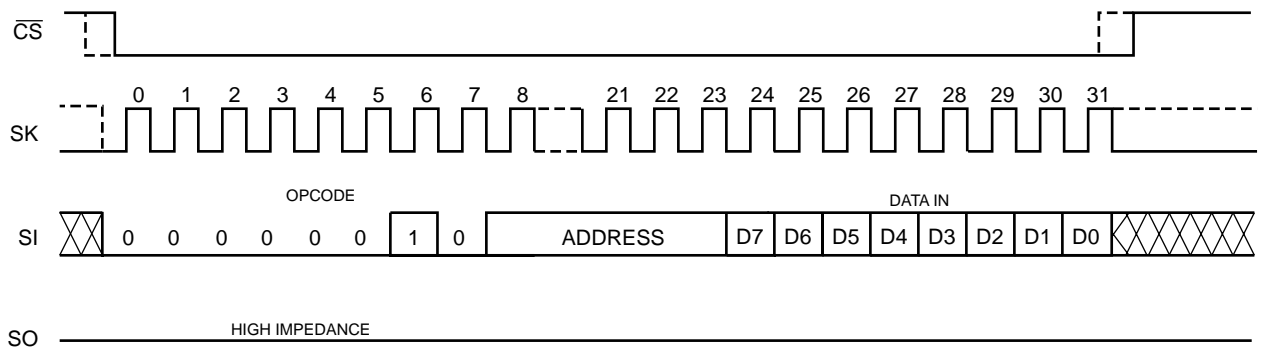 CS
0 1 2 3 4 5 6 7 8 21 22 23 24 25 26 27 28 29 30 31
SK
OPCODE DATA IN
SI 0 0 0 0 0 0 1 0 ADDRESS D7 D6 D5 D4 D3 D2 D1 D0
HIGH IMPEDANCE
SO